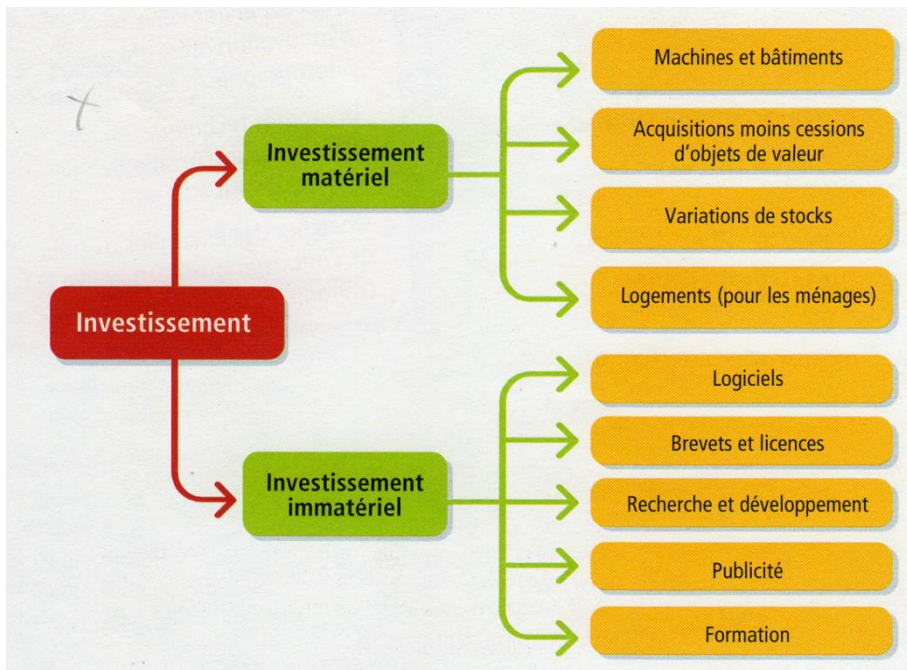 Investissement
Investissement
matériel
Machines et bâtiments
Acquisitions moins cessions
d'objets de valeur
Variations de stocks
Logements (pour les ménages)
Investissement
immatériel
Logiciels
Brevets et licences
Recherche et développement
Publicité
Formation